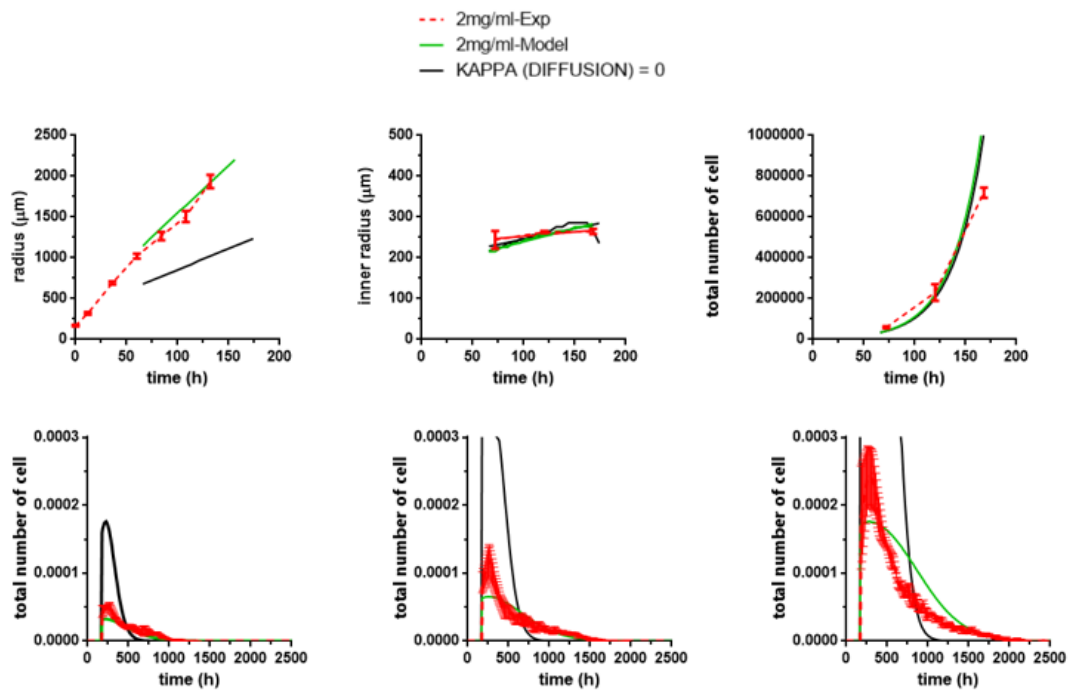 2mg/ml-Exp
2mg/ml-Model
KAPPA (DIFFUSION) = 0
radius (µm)
2500
2000
1500
1000
500
0
0 50 100 150 200
time (h)
inner radius (µm)
500
400
300
200
100
0
0 50 100 150 200
time (h)
total number of cell
1000000
800000
600000
400000
200000
0
0 50 100 150 200
time (h)
total number of cell
0.0003
0.0002
0.0001
0.0000
0 500 1000 1500 2000 2500
time (h)
total number of cell
0.0003
0.0002
0.0001
0.0000
0 500 1000 1500 2000 2500
time (h)
total number of cell
0.0003
0.0002
0.0001
0.0000
0 500 1000 1500 2000 2500
time (h)